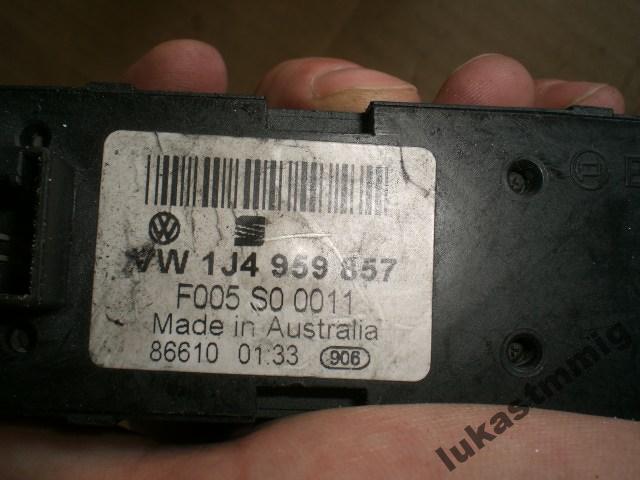 VW 1J4 959 857
F005 S0 0011
Made in Australia
86610 01:33 906
lukastmmig